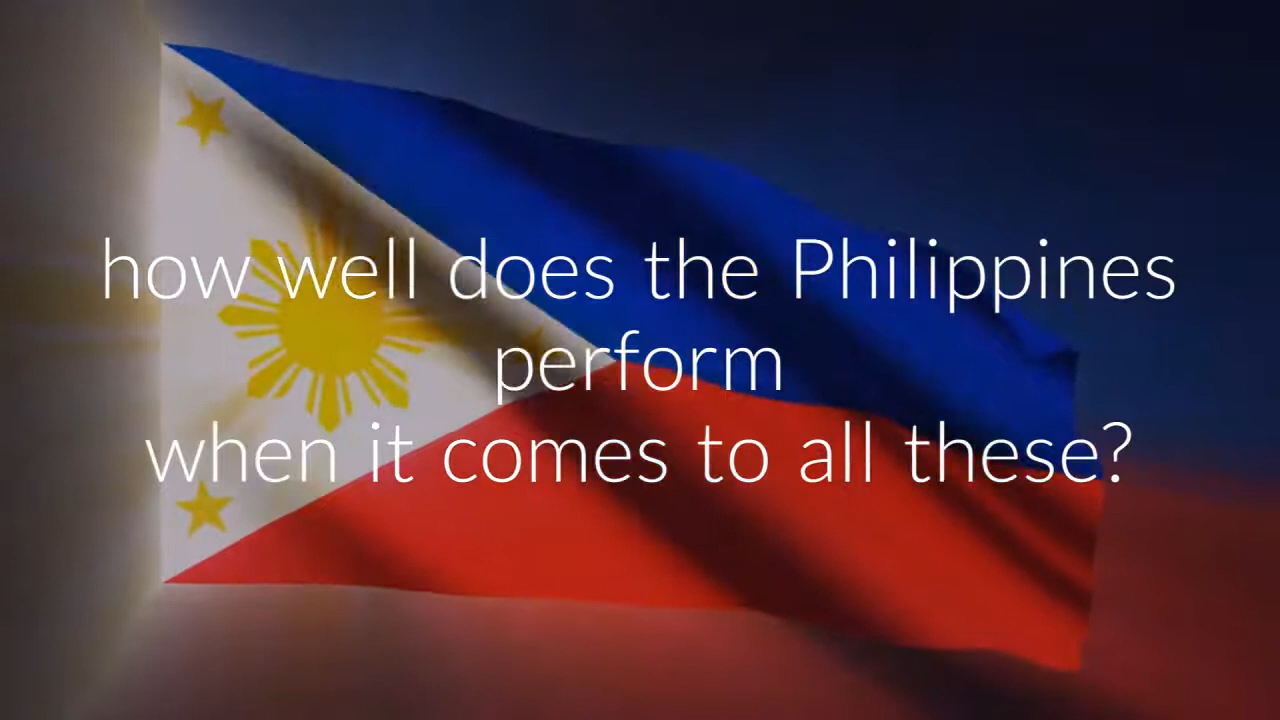 how well does the Philippines
perform
when it comes to all these?